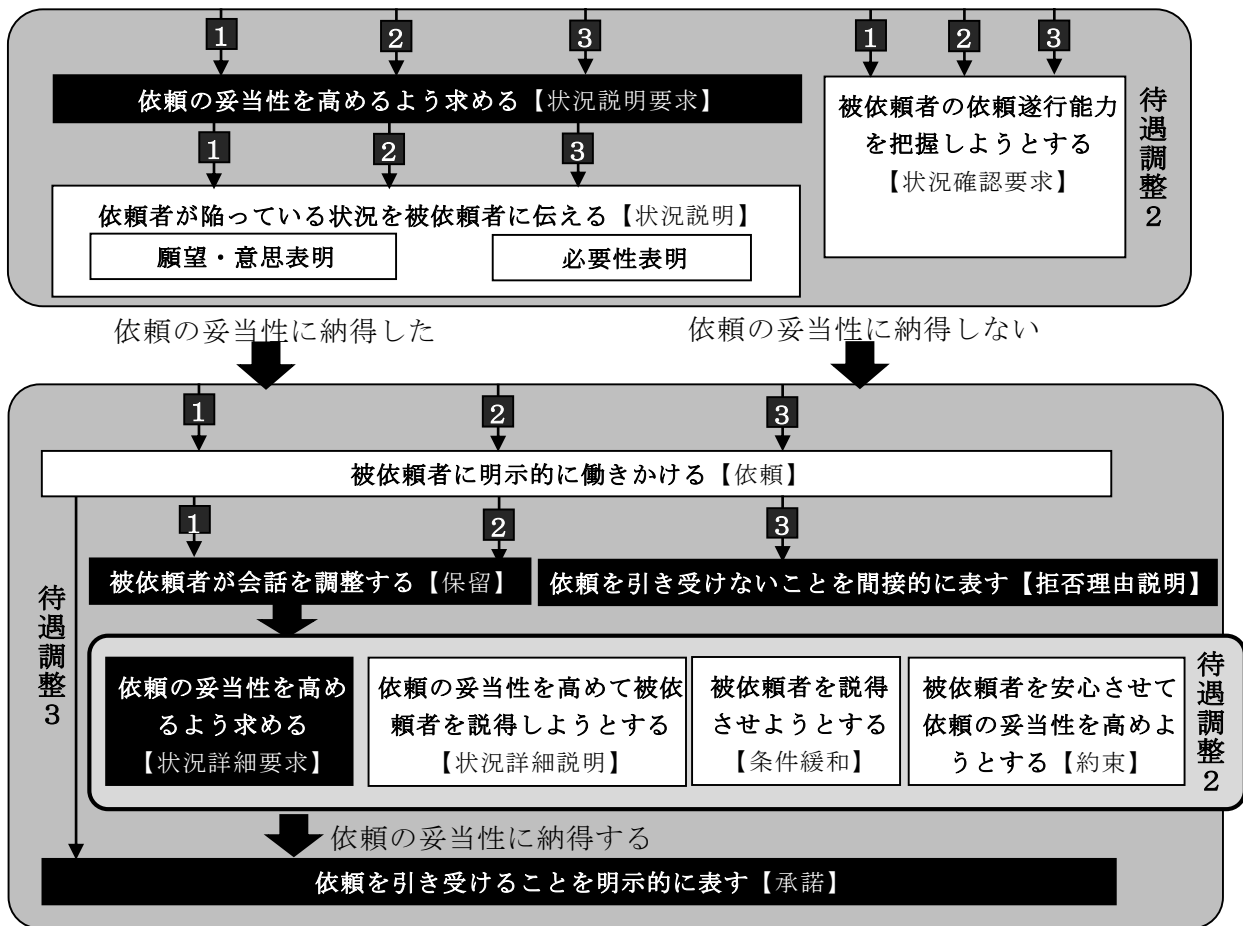 1 2 3
依頼の妥当性を高めるよう求める【状況説明要求】
1 2 3
依頼者が陥っている状況を被依頼者に伝える【状況説明】
願望・意思表明
必要性表明
1 2 3
被依頼者の依頼遂行能力
を把握しようとする
【状況確認要求】
待遇調整2
依頼の妥当性に納得した
依頼の妥当性に納得しない
1 2 3
被依頼者に明示的に働きかける【依頼】
1 2 3
被依頼者が会話を調整する【保留】
依頼を引き受けないことを間接的に表す【拒否理由説明】
待遇調整3
依頼の妥当性を高め
るよう求める
【状況詳細要求】
依頼の妥当性を高めて被依
頼者を説得しようとする
【状況詳細説明】
被依頼者を説得
させようとする
【条件緩和】
被依頼者を安心させて
依頼の妥当性を高めよ
うとする【約束】
待遇調整2
依頼の妥当性に納得する
依頼を引き受けることを明示的に表す【承諾】